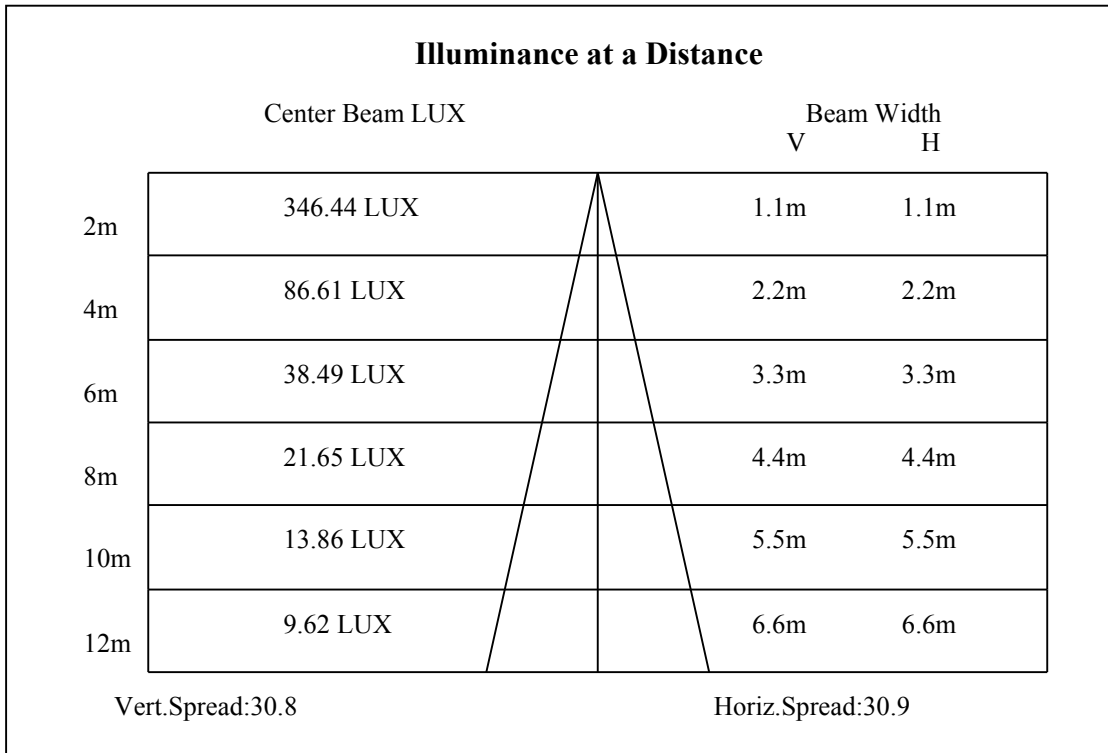 Illuminance at a Distance
Center Beam LUX Beam Width
V H
2m 346.44 LUX 1.1m 1.1m
4m 86.61 LUX 2.2m 2.2m
6m 38.49 LUX 3.3m 3.3m
8m 21.65 LUX 4.4m 4.4m
10m 13.86 LUX 5.5m 5.5m
12m 9.62 LUX 6.6m 6.6m
Vert.Spread:30.8 Horiz.Spread:30.9